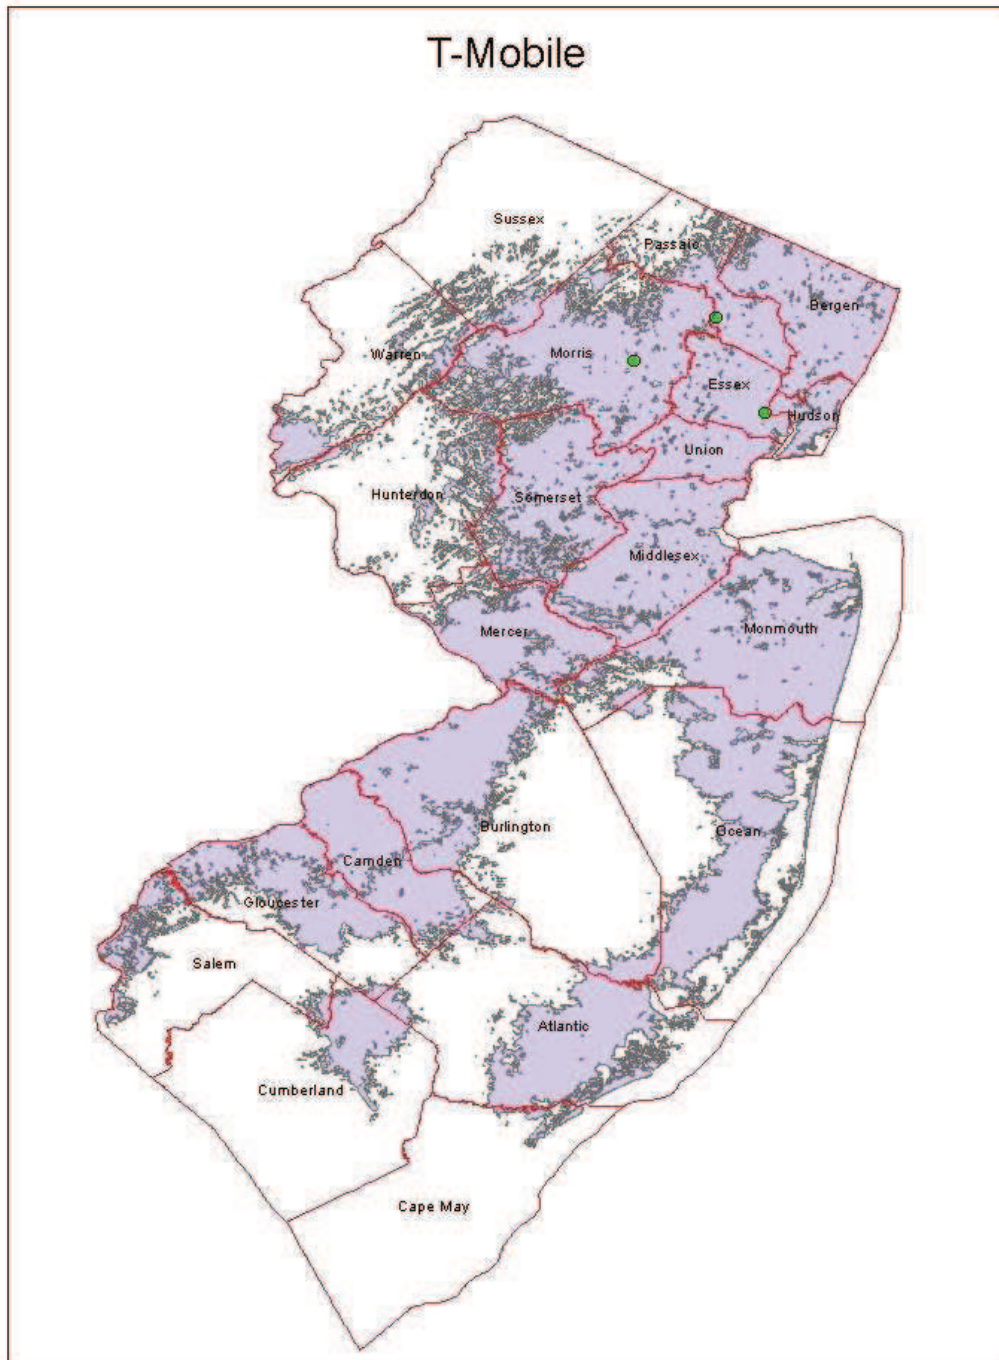 T-Mobile
Sussex
Passaic
Bergen
Warren
Morris
Essex
Hudson
Union
Hunterdon
Somerset
Middlesex
Mercer
Monmouth
Burlington
Ocean
Camden
Gloucester
Salem
Atlantic
Cumberland
Cape May